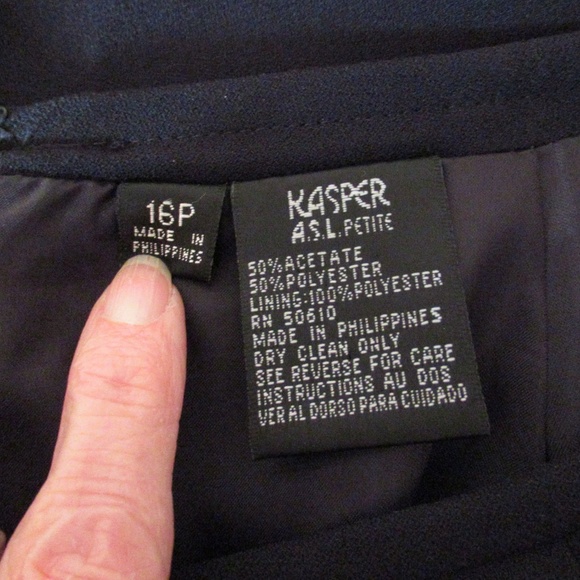 16P
MADE IN
PHILIPPINES
KASPER
A.S.L. PETITE
50% ACETATE
50% POLYESTER
LINING: 100% POLYESTER
RN 50610
MADE IN PHILIPPINES
DRY CLEAN ONLY
SEE REVERSE FOR CARE
INSTRUCTIONS AU DOS
VER AL DORSO PARA CUIDADO